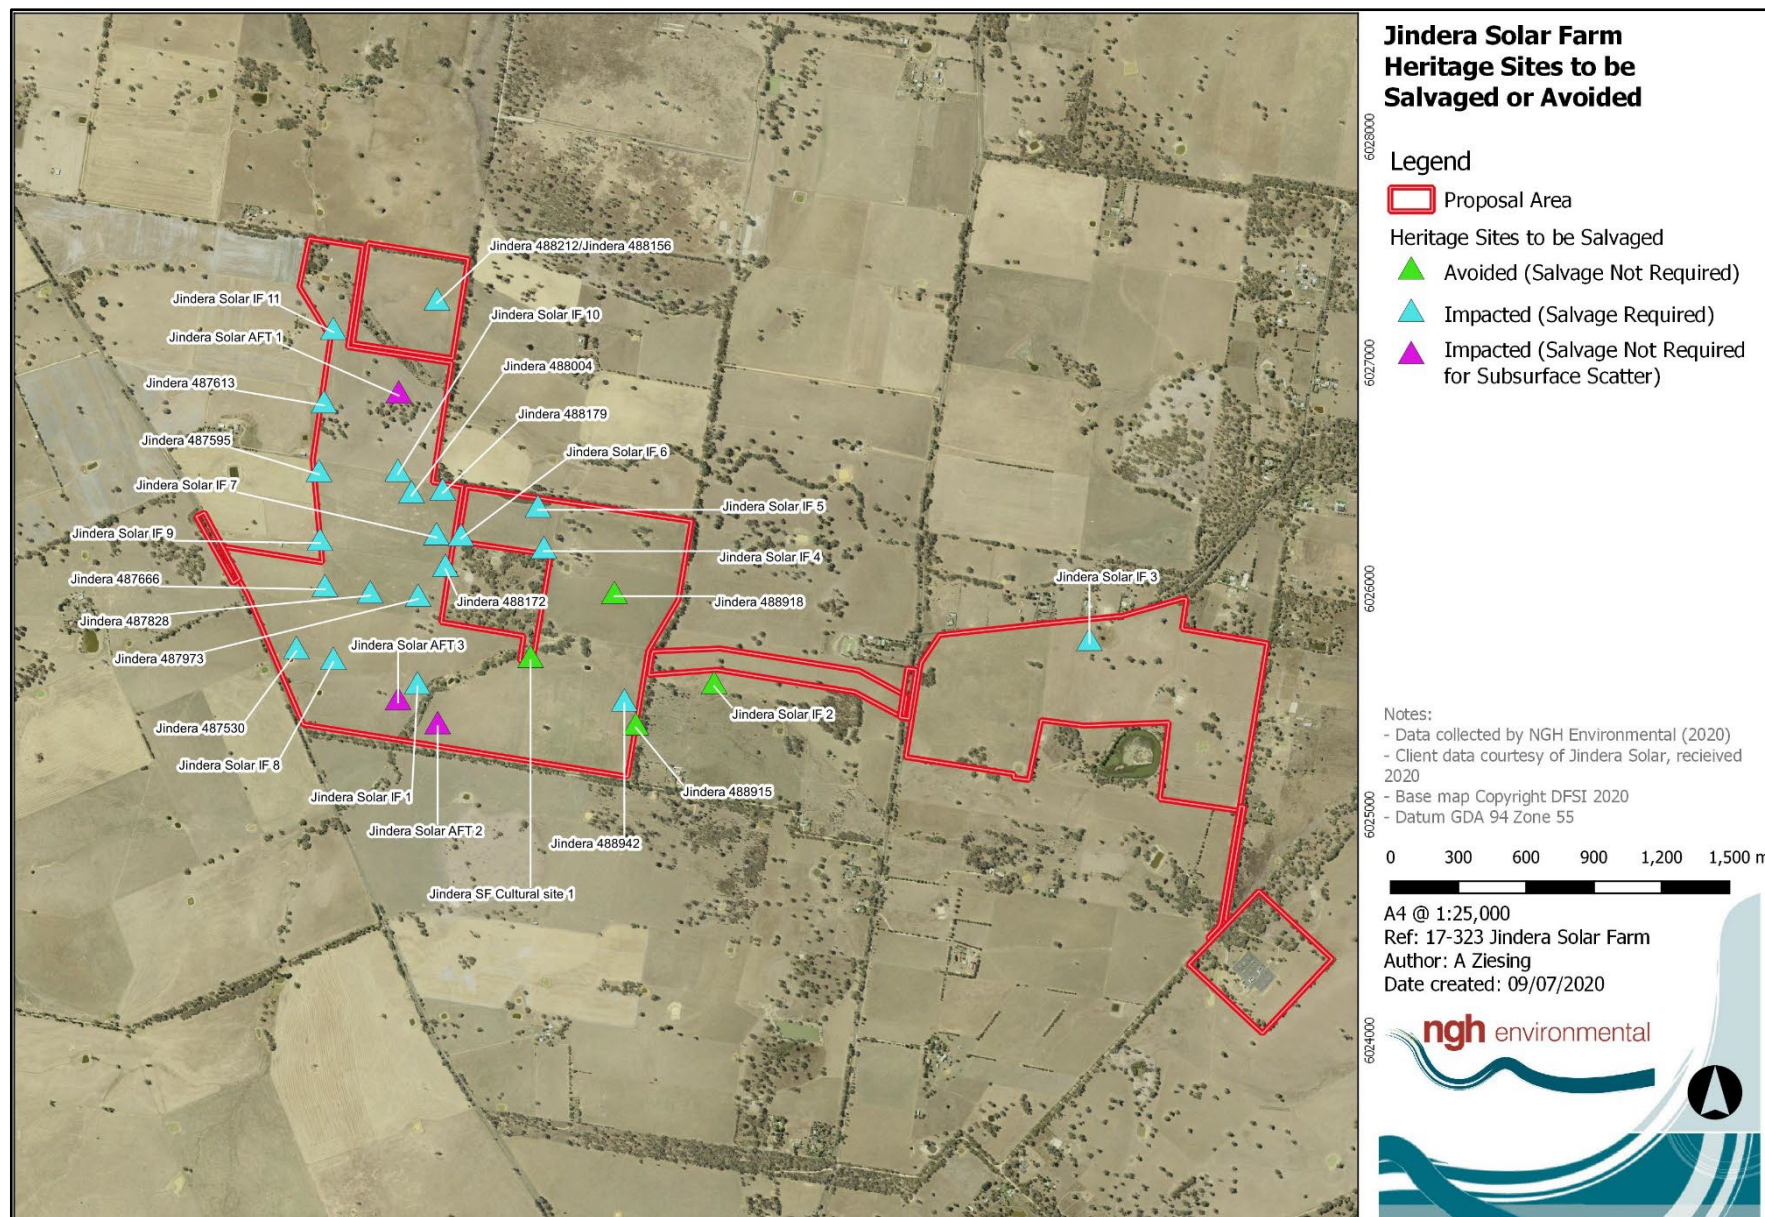 Jindera Solar Farm
Heritage Sites to be
Salvaged or Avoided
Legend
Proposal Area
Heritage Sites to be Salvaged
Avoided (Salvage Not Required)
Impacted (Salvage Required)
Impacted (Salvage Not Required
for Subsurface Scatter)
Jindera 488212/Jindera 488156
Jindera Solar IF 11
Jindera Solar IF 10
Jindera Solar AFT 1
Jindera 488004
Jindera 487613
Jindera 488179
Jindera 487595
Jindera Solar IF 6
Jindera Solar IF 7
Jindera Solar IF 5
Jindera Solar IF 9
Jindera Solar IF 4
Jindera Solar IF 3
Jindera 487666
Jindera 488172
Jindera 488918
Jindera 487828
Jindera Solar AFT 3
Jindera 487973
Jindera Solar IF 2
Jindera 487530
Jindera Solar IF 8
Jindera 488915
Jindera Solar IF 1
Jindera Solar AFT 2
Jindera 488942
Jindera SF Cultural site 1
6028000
6027000
6026000
6025000
6024000
Notes:
- Data collected by NGH Environmental (2020)
- Client data courtesy of Jindera Solar, recieived
2020
- Base map Copyright DFSI 2020
- Datum GDA 94 Zone 55
0 300 600 900 1,200 1,500 m
A4 @ 1:25,000
Ref: 17-323 Jindera Solar Farm
Author: A Ziesing
Date created: 09/07/2020
ngh environmental